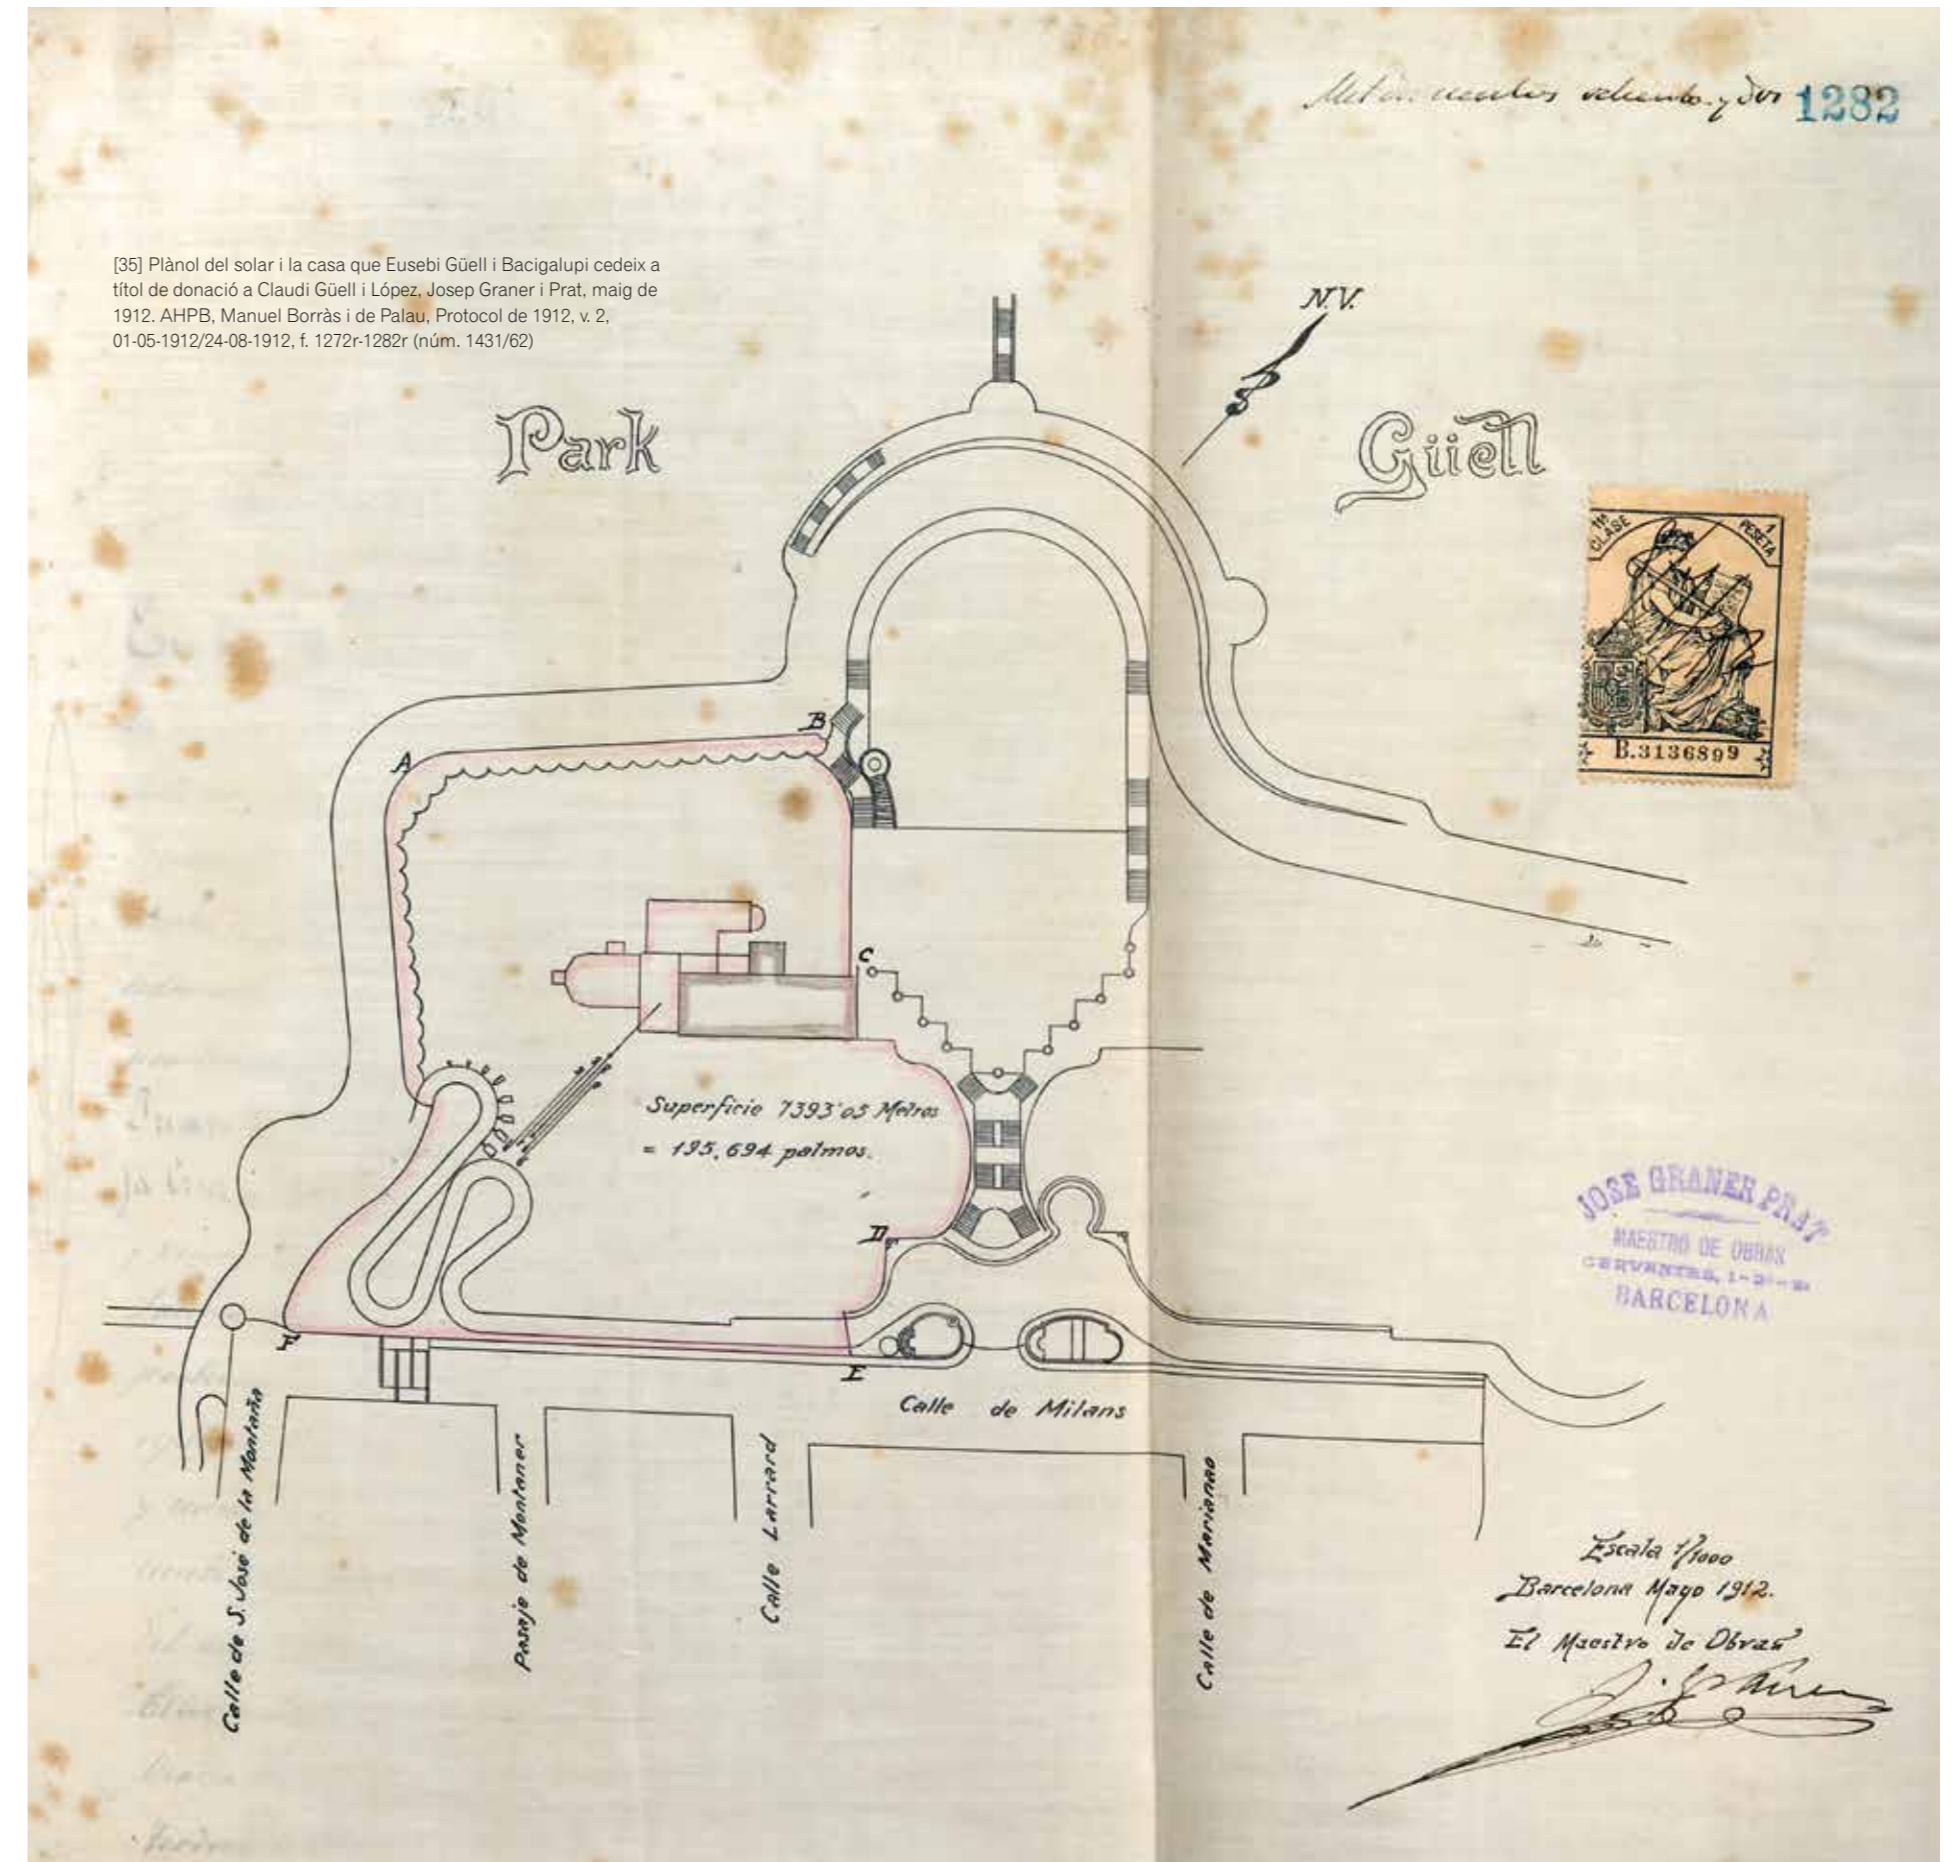 1282
[35] Plànol del solar i la casa que Eusebi Güell i Bacigalupi cedeix a
títol de donació a Claudi Güell i López, Josep Graner i Prat, maig de
1912. AHPB, Manuel Borràs i de Palau, Protocol de 1912, v. 2,
01-05-1912/24-08-1912, f. 1272r-1282r (núm. 1431/62)
N.V.
Park Güell
11ª CLASE
1 PESETA
B.3136899
B
A
C
Superficie 7393'05 Metros
= 195,694 palmos.
D
F
E
JOSE GRANER PRAT
MAESTRO DE OBRAS
CERVANTES,
BARCELONA
Calle de Milans
Calle de S. José de la Montaña
Pasaje de Montaner
Calle Larrard
Calle de Mariano
Escala 1/1000
Barcelona Mayo 1912.
El Maestro de Obras